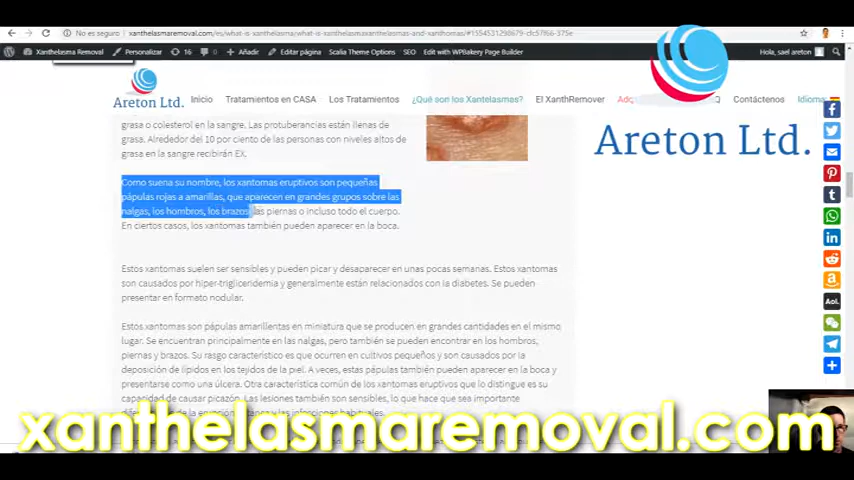 No es seguro | xanthelasmaremoval.com/es/what-is-xanthelasma/what-is-xanthelasmaxanthelasmas-and-xanthomas/#1554531298679-cfc57f86-375e
Xanthelasma Removal Personalizar 16 Añadir Editar página Scalia Theme Options SEO Edit with WPBakery Page Builder Hola, sael areton
Areton Ltd. Inicio Tratamientos en CASA Los Tratamientos ¿Qué son los Xantelasmes? El XanthRemover Contáctenos Idioma
Areton Ltd.
grasa o colesterol en la sangre. Las protuberancias están llenas de
grasa. Alrededor del 10 por ciento de las personas con niveles altos de
grasa en la sangre recibirán EX.
Como suena su nombre, los xantomas eruptivos son pequeñas
pápulas rojas a amarillas, que aparecen en grandes grupos sobre las
nalgas, los hombros, los brazos, las piernas o incluso todo el cuerpo.
En ciertos casos, los xantomas también pueden aparecer en la boca.
Estos xantomas suelen ser sensibles y pueden picar y desaparecer en unas pocas semanas. Estos xantomas
son causados por hiper-trigliceridemia y generalmente están relacionados con la diabetes. Se pueden
presentar en formato nodular.
Estos xantomas son pápulas amarillentas en miniatura que se producen en grandes cantidades en el mismo
lugar. Se encuentran principalmente en las nalgas, pero también se pueden encontrar en los hombros,
piernas y brazos. Su rasgo característico es que ocurren en cultivos pequeños y son causados por la
deposición de lípidos en los tejidos de la piel. A veces, estas pápulas también pueden aparecer en la boca y
presentarse como una úlcera. Otra característica común de los xantomas eruptivos que lo distingue es su
capacidad de causar picazón. Las lesiones también son sensibles, lo que hace que sea importante
Aol.
xanthelasmaremoval.com